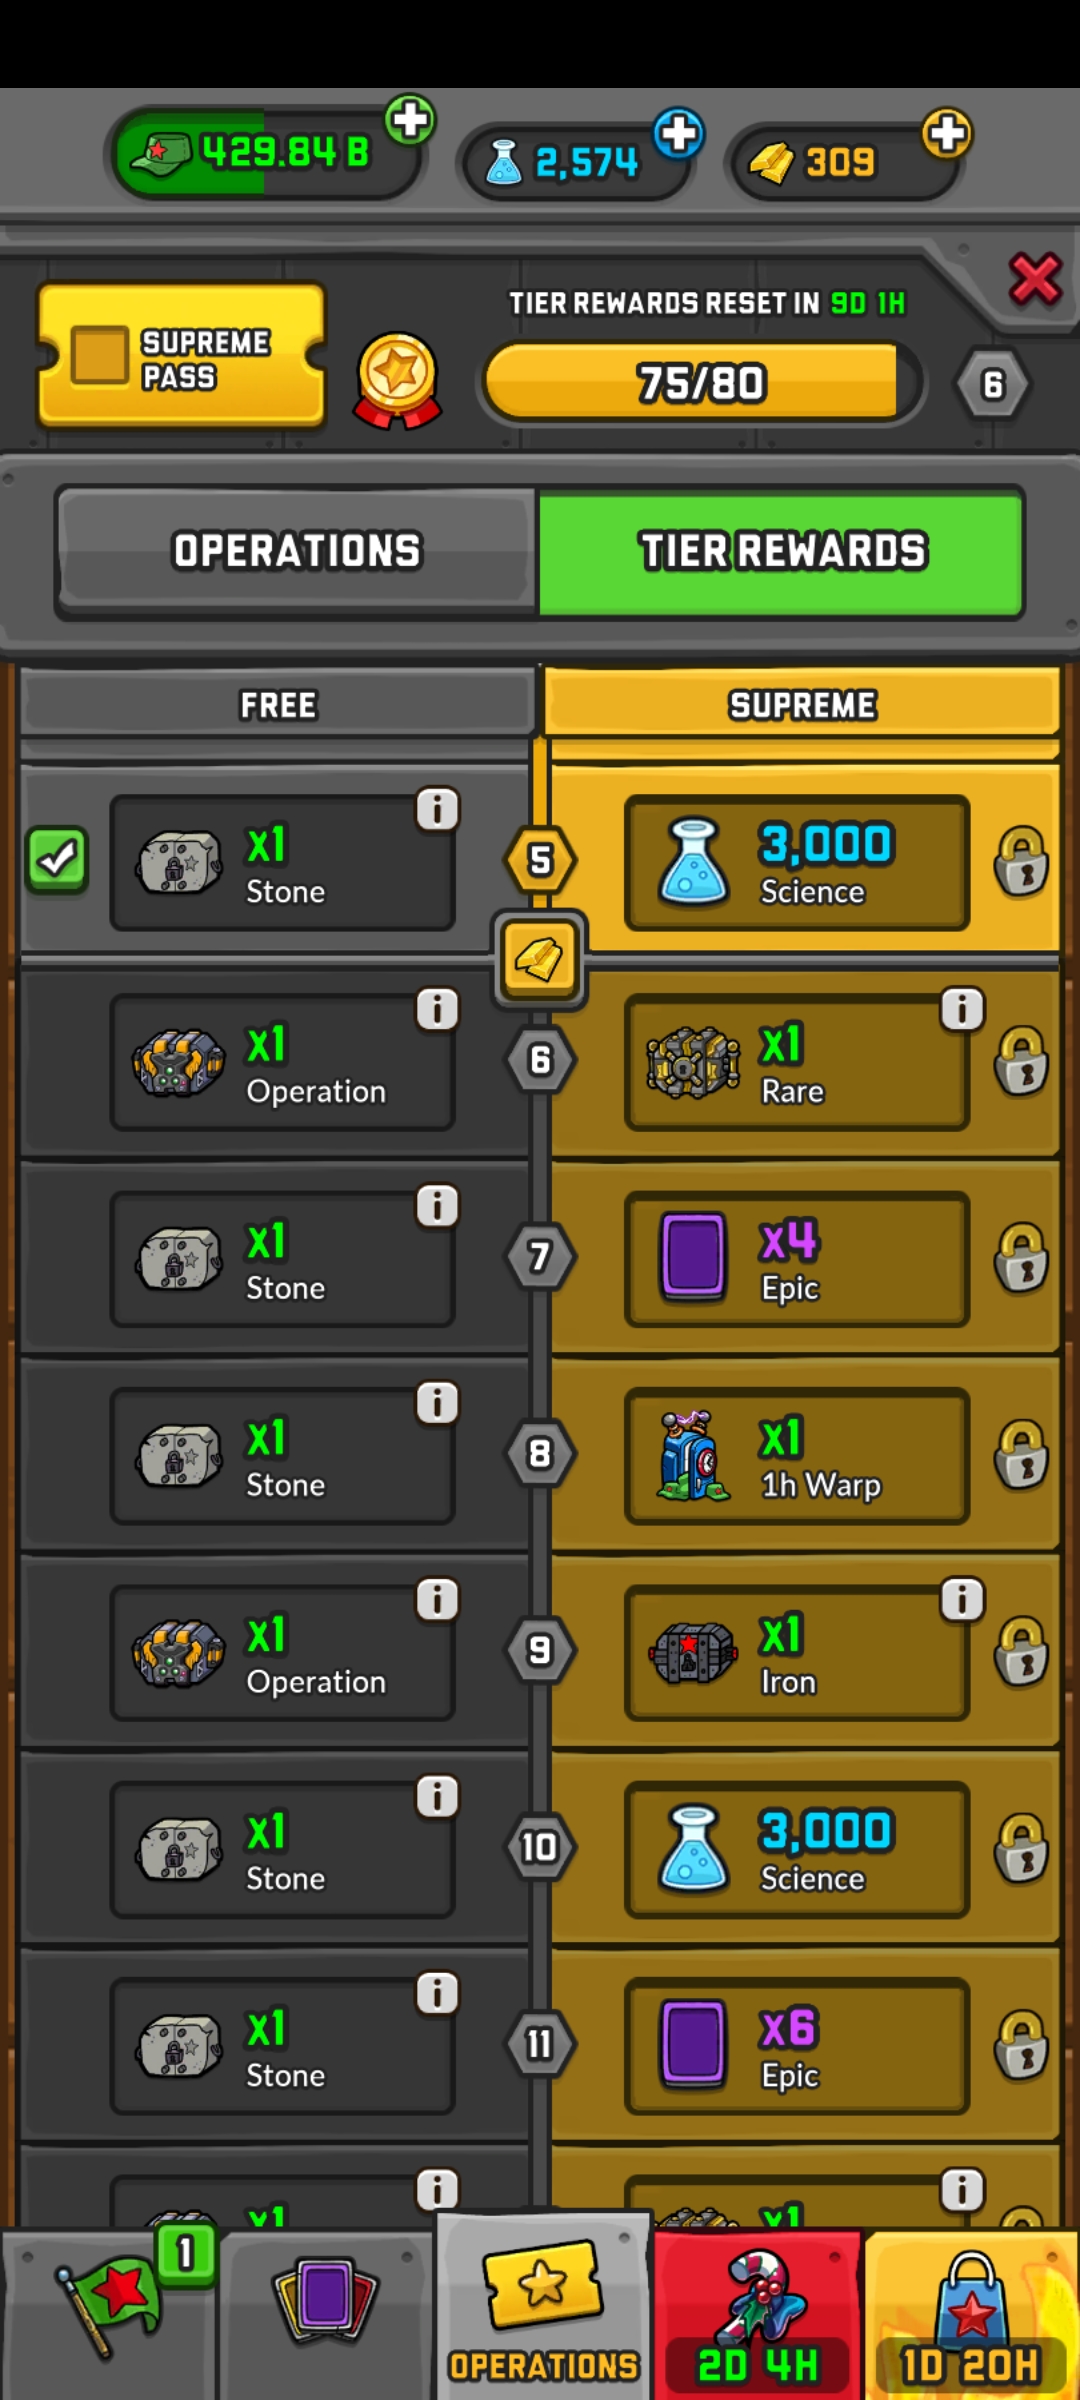 429.84 B
2,574
309
TIER REWARDS RESET IN 9D 1H
SUPREME
PASS
75/80
6
OPERATIONS
TIER REWARDS
FREE
SUPREME
x1
Stone
5
3,000
Science
x1
Operation
6
x1
Rare
x1
Stone
7
x4
Epic
x1
Stone
8
x1
1h Warp
x1
Operation
9
x1
Iron
x1
Stone
10
3,000
Science
x1
Stone
11
x6
Epic
x1
x1
1
OPERATIONS
2D 4H
1D 20H